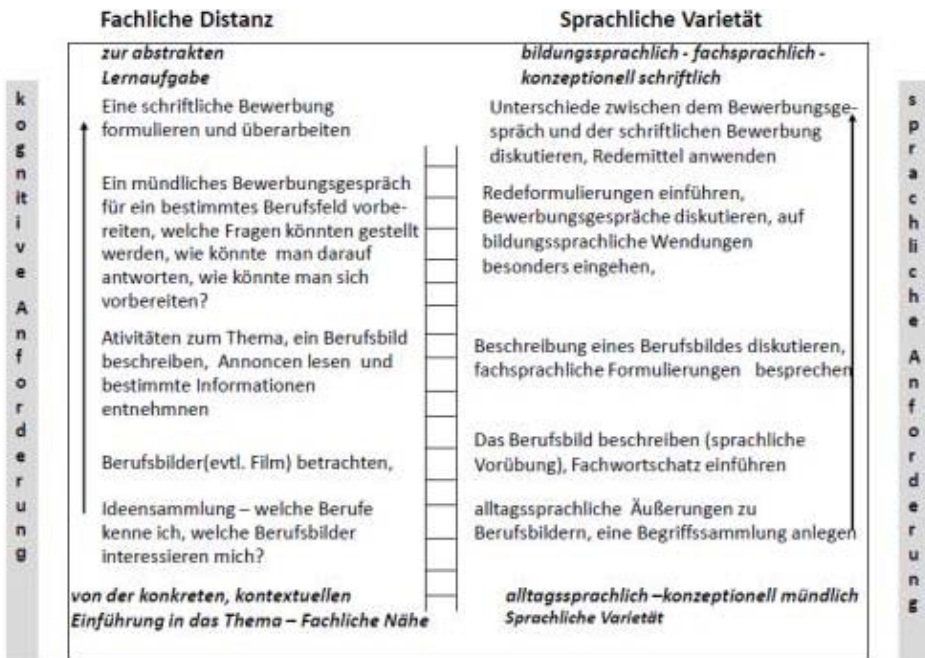 Fachliche Distanz
Sprachliche Varietät
zur abstrakten
Lernaufgabe
Eine schriftliche Bewerbung
formulieren und überarbeiten
Ein mündliches Bewerbungsgespräch
für ein bestimmtes Berufsfeld vorbe-
reiten, welche Fragen könnten gestellt
werden, wie könnte man darauf
antworten, wie könnte man sich
vorbereiten?
Ativitäten zum Thema, ein Berufsbild
beschreiben, Annoncen lesen und
bestimmte Informationen
entnehmnen
Berufsbilder(evtl. Film) betrachten,
Ideensammlung – welche Berufe
kenne ich, welche Berufsbilder
interessieren mich?
von der konkreten, kontextuellen
Einführung in das Thema – Fachliche Nähe
bildungssprachlich - fachsprachlich -
konzeptionell schriftlich
Unterschiede zwischen dem Bewerbungsge-
spräch und der schriftlichen Bewerbung
diskutieren, Redemittel anwenden
Redeformulierungen einführen,
Bewerbungsgespräche diskutieren, auf
bildungssprachliche Wendungen
besonders eingehen,
Beschreibung eines Berufsbildes diskutieren,
fachsprachliche Formulierungen besprechen
Das Berufsbild beschreiben (sprachliche
Vorübung), Fachwortschatz einführen
alltagssprachliche Äußerungen zu
Berufsbildern, eine Begriffssammlung anlegen
alltagssprachlich –konzeptionell mündlich
Sprachliche Varietät
kognitive Anforderung
sprachliche Anforderung